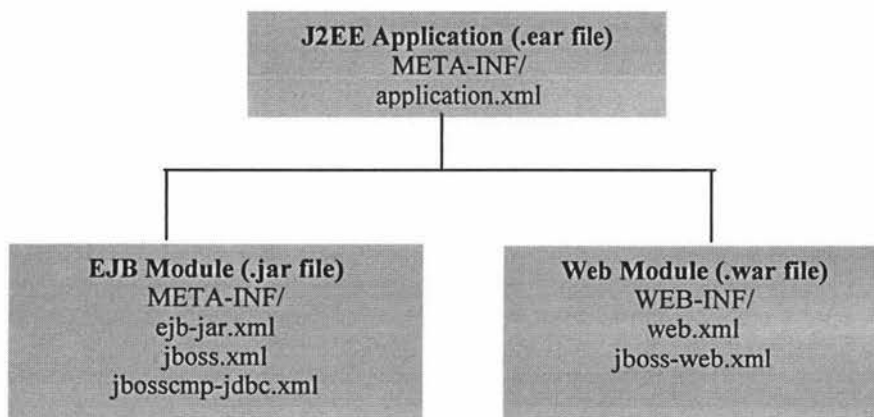 J2EE Application (.ear file)
META-INF/
application.xml
EJB Module (.jar file)
META-INF/
ejb-jar.xml
jboss.xml
jbosscmp-jdbc.xml
Web Module (.war file)
WEB-INF/
web.xml
jboss-web.xml